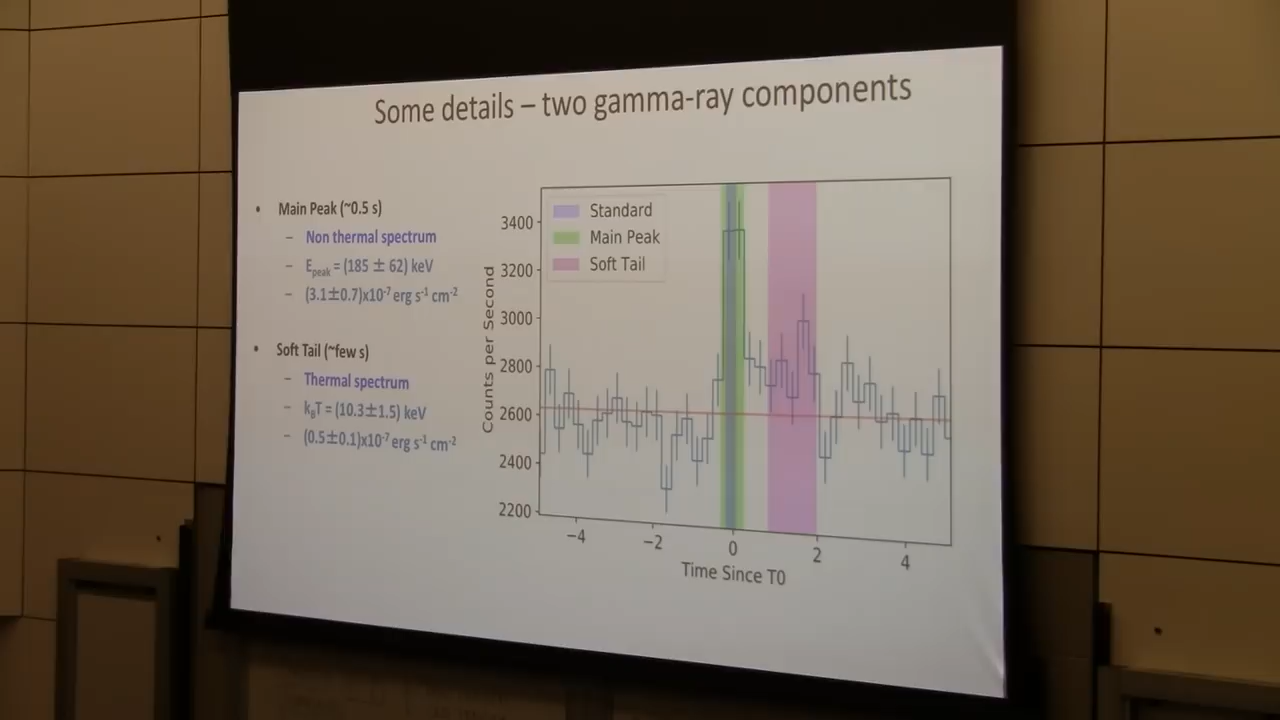 Some details – two gamma-ray components
• Main Peak (~0.5 s)
– Non thermal spectrum
– Epeak = (185 ± 62) keV
– (3.1±0.7)x10-7 erg s-1 cm-2
• Soft Tail (~few s)
– Thermal spectrum
– kBT = (10.3±1.5) keV
– (0.5±0.1)x10-7 erg s-1 cm-2
Standard
Main Peak
Soft Tail
Counts per Second
3400
3200
3000
2800
2600
2400
2200
−4 −2 0 2 4
Time Since T0